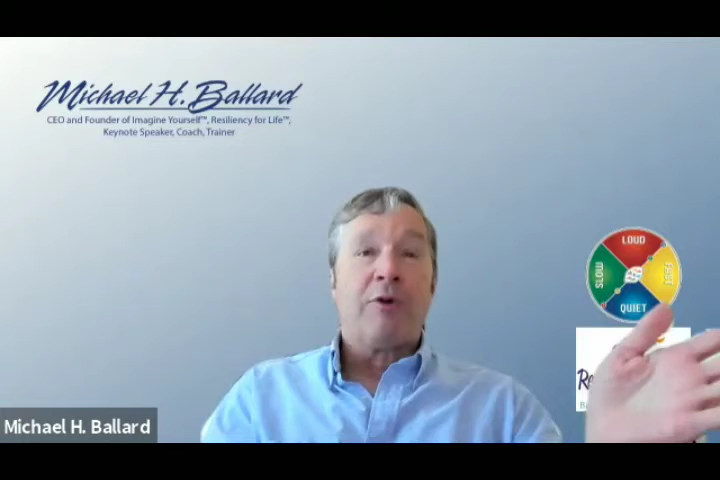 Michael H. Ballard
CEO and Founder of Imagine Yourself™, Resiliency for Life™,
Keynote Speaker, Coach, Trainer
LOUD
SLOW
FAST
QUIET
Michael H. Ballard